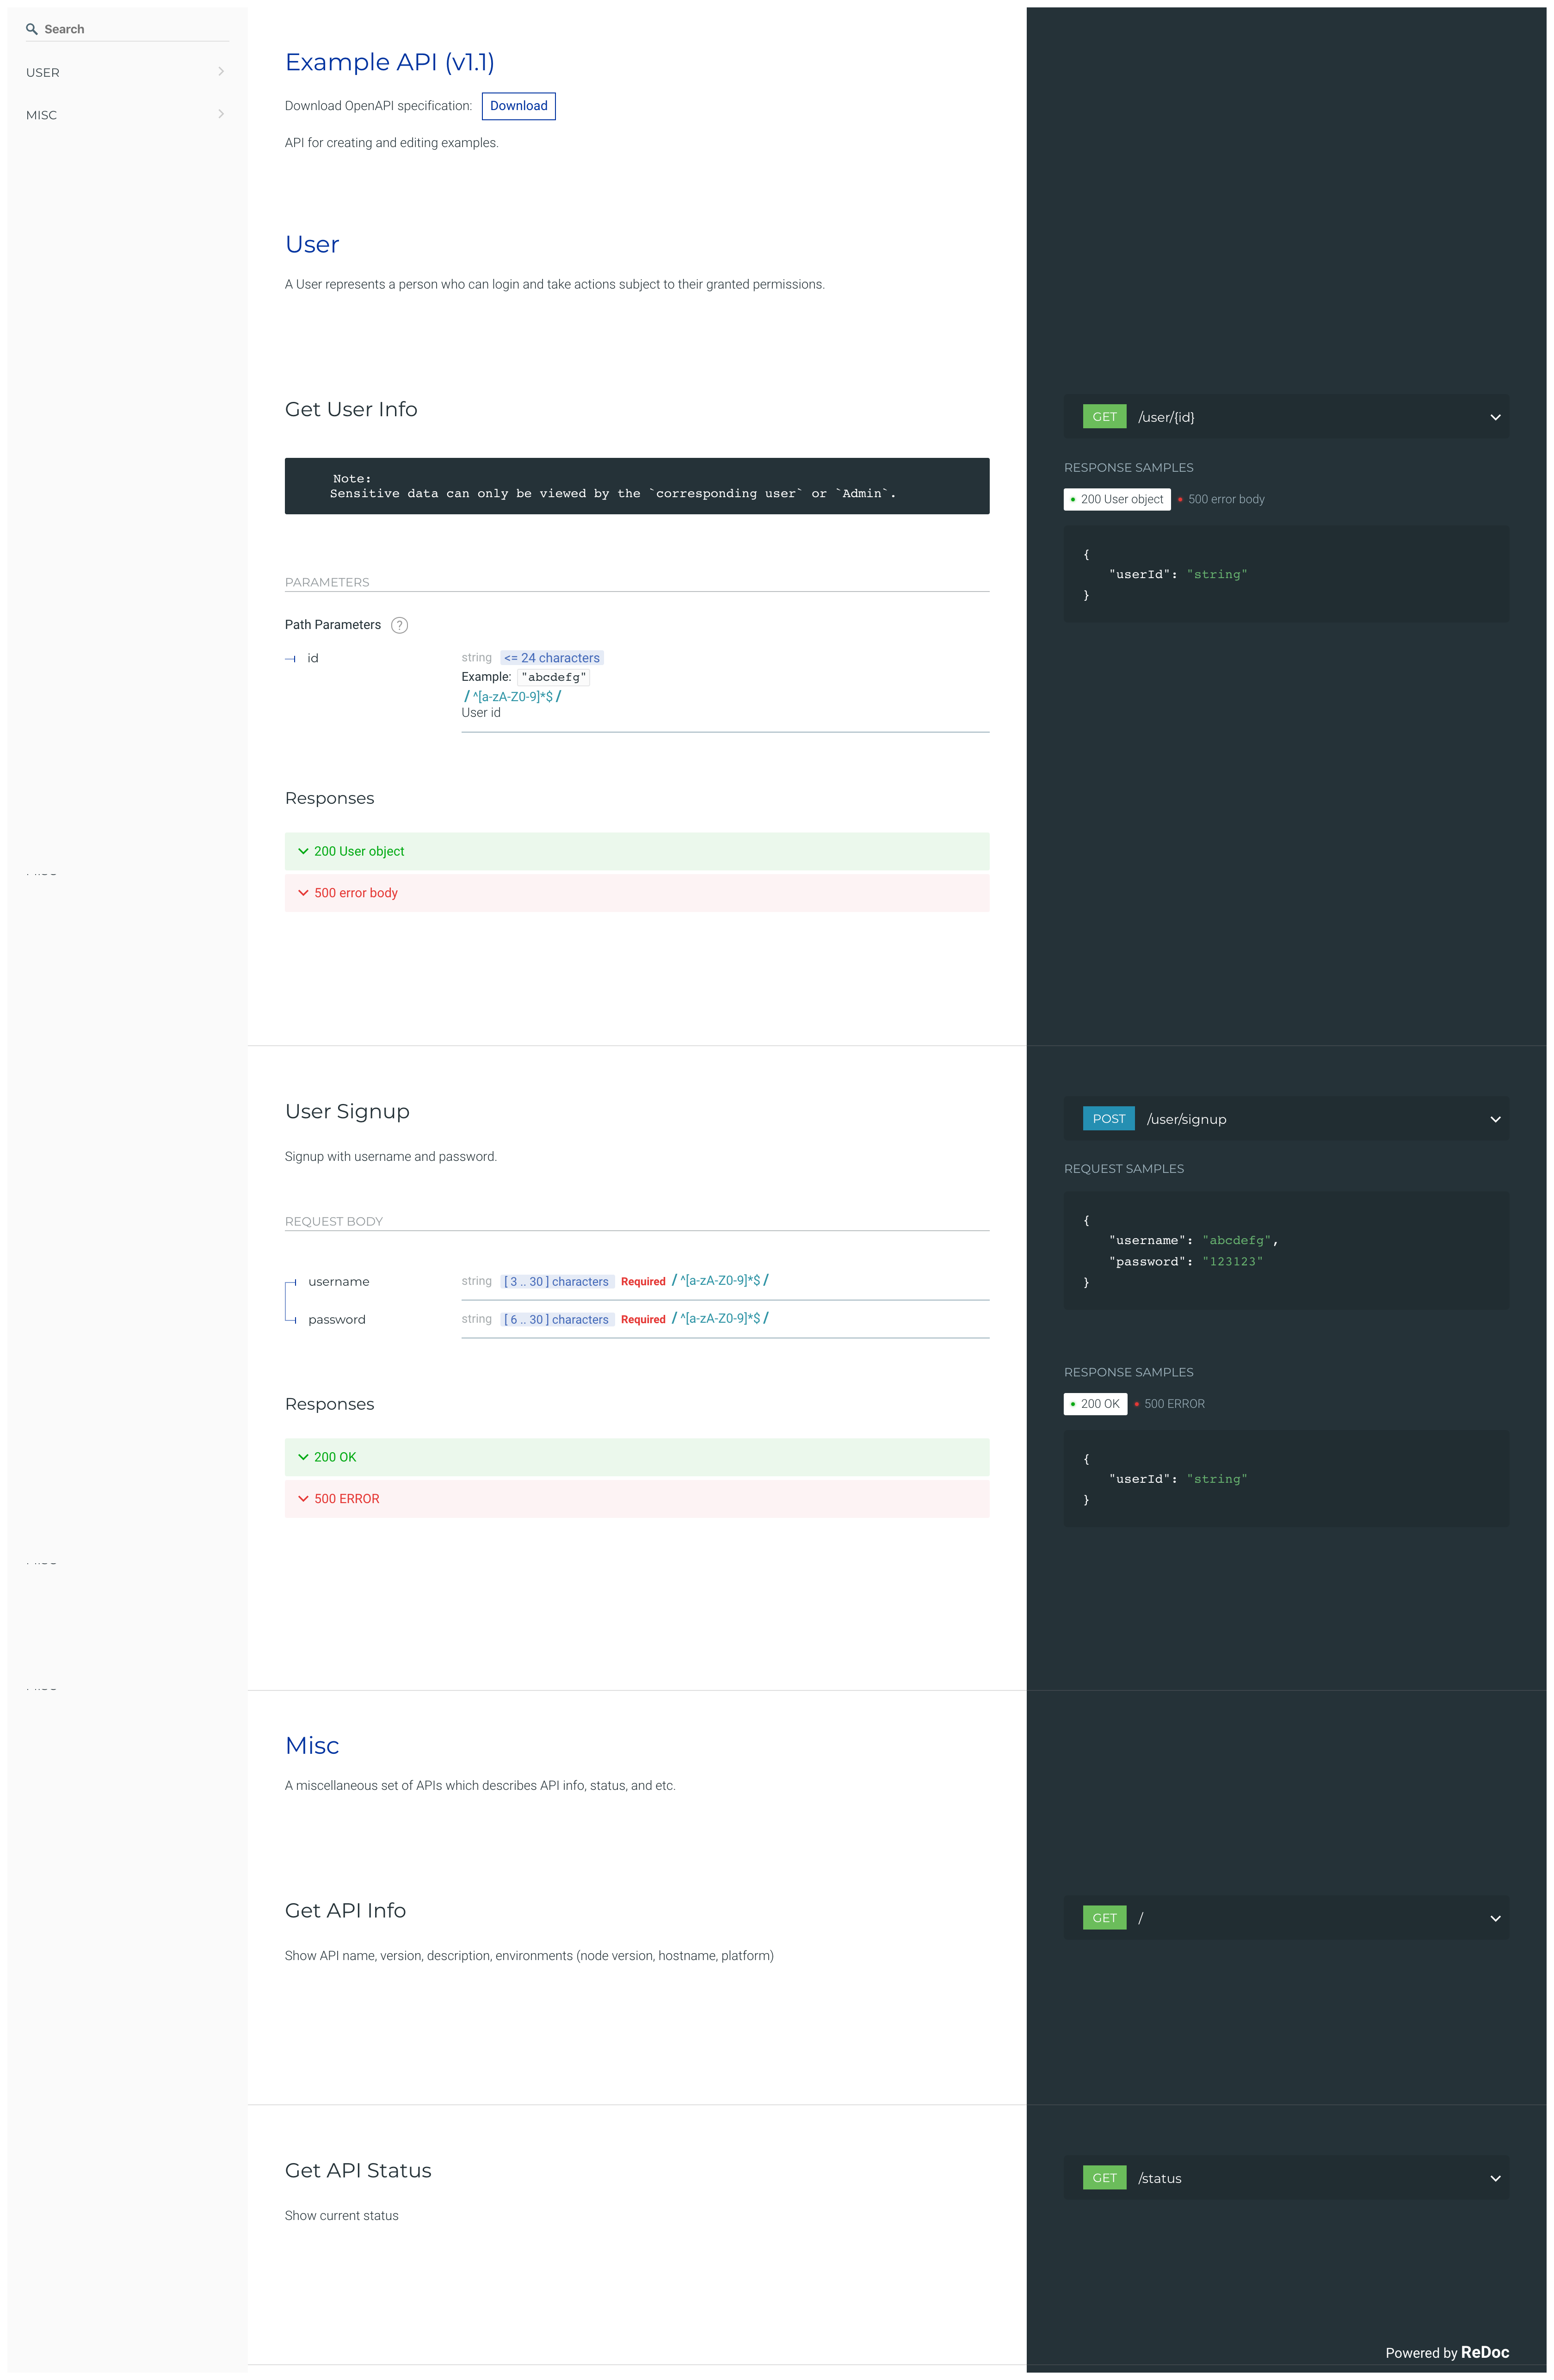 Search
USER
MISC
Example API (v1.1)
Download OpenAPI specification: Download
API for creating and editing examples.
User
A User represents a person who can login and take actions subject to their granted permissions.
Get User Info
Note:
Sensitive data can only be viewed by the `corresponding user` or `Admin`.
PARAMETERS
Path Parameters ?
id string <= 24 characters
Example: "abcdefg"
/ ^[a-zA-Z0-9]*$ /
User id
Responses
200 User object
500 error body
GET /user/{id}
RESPONSE SAMPLES
200 User object 500 error body
{
"userId": "string"
}
User Signup
Signup with username and password.
REQUEST BODY
username string [ 3 .. 30 ] characters Required / ^[a-zA-Z0-9]*$ /
password string [ 6 .. 30 ] characters Required / ^[a-zA-Z0-9]*$ /
Responses
200 OK
500 ERROR
POST /user/signup
REQUEST SAMPLES
{
"username": "abcdefg",
"password": "123123"
}
RESPONSE SAMPLES
200 OK 500 ERROR
{
"userId": "string"
}
Misc
A miscellaneous set of APIs which describes API info, status, and etc.
Get API Info
Show API name, version, description, environments (node version, hostname, platform)
GET /
Get API Status
Show current status
GET /status
Powered by ReDoc